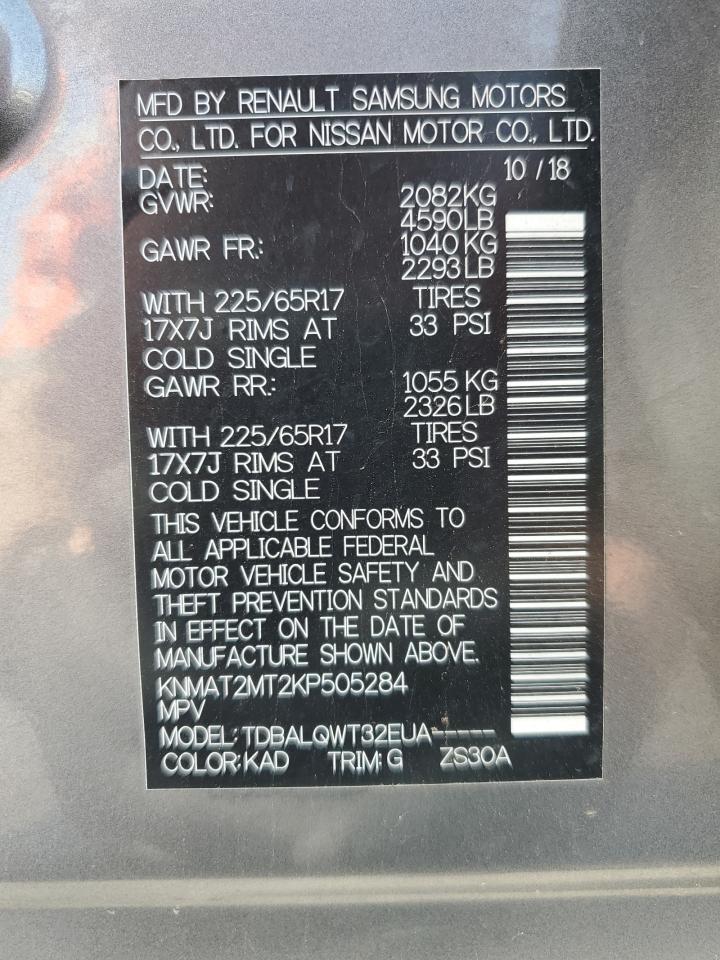 MFD BY RENAULT SAMSUNG MOTORS
CO., LTD. FOR NISSAN MOTOR CO., LTD.
DATE: 10 / 18
GVWR: 2082KG
4590LB
GAWR FR.: 1040 KG
2293 LB
WITH 225/65R17 TIRES
17X7J RIMS AT 33 PSI
COLD SINGLE
GAWR RR.: 1055 KG
2326 LB
WITH 225/65R17 TIRES
17X7J RIMS AT 33 PSI
COLD SINGLE
THIS VEHICLE CONFORMS TO
ALL APPLICABLE FEDERAL
MOTOR VEHICLE SAFETY AND
THEFT PREVENTION STANDARDS
IN EFFECT ON THE DATE OF
MANUFACTURE SHOWN ABOVE.
KNMAT2MT2KP505284
MPV
MODEL: TDBALQWT32EUA-----
COLOR: KAD TRIM: G ZS30A